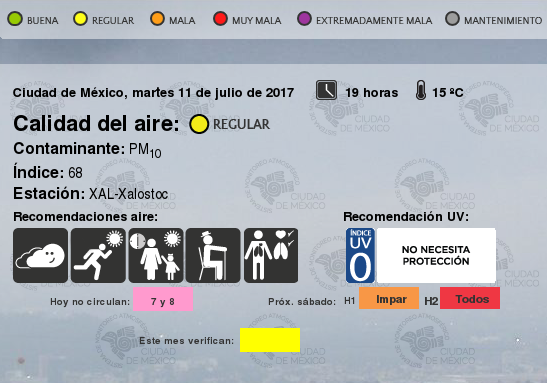 BUENA REGULAR MALA MUY MALA EXTREMADAMENTE MALA MANTENIMIENTO
Ciudad de México, martes 11 de julio de 2017 19 horas 15 ºC
Calidad del aire: REGULAR
Contaminante: PM10
Índice: 68
Estación: XAL-Xalostoc
Recomendaciones aire: Recomendación UV:
ÍNDICE
UV
0
NO NECESITA
PROTECCIÓN
Hoy no circulan: 7 y 8 Próx. sábado: H1 Impar H2 Todos
Este mes verifican:
CIUDAD
DE MÉXICO